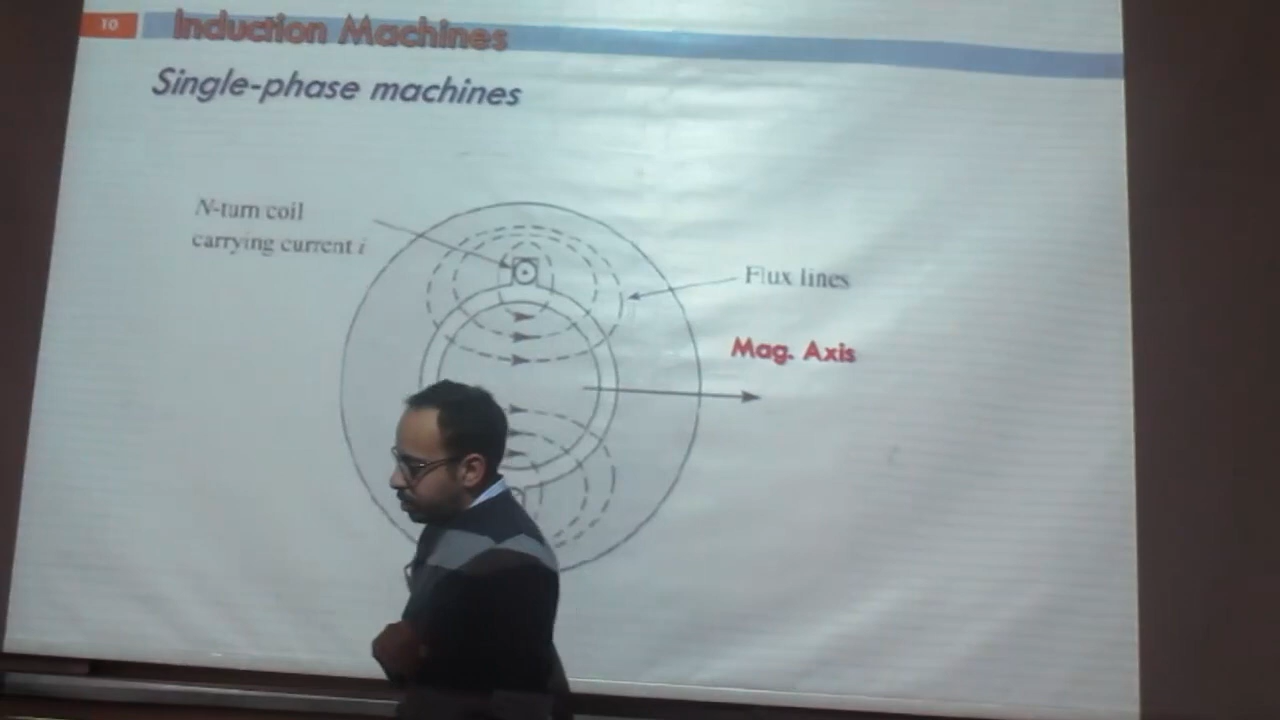 10
Induction Machines
Single-phase machines
N-turn coil
carrying current i
Flux lines
Mag. Axis